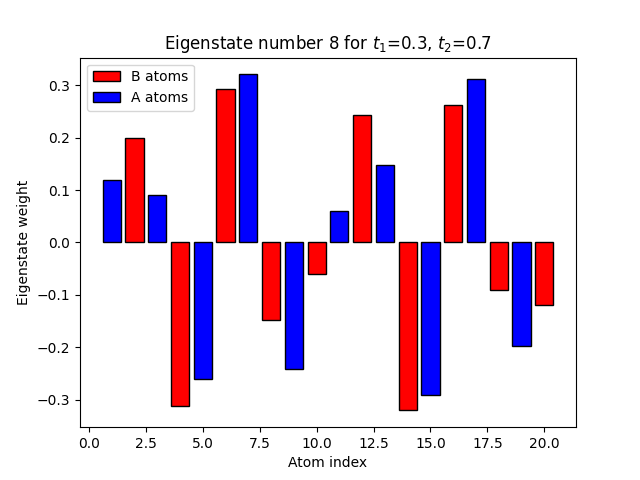 Eigenstate number 8 for t₁=0.3, t₂=0.7
B atoms
A atoms
Eigenstate weight
0.3
0.2
0.1
0.0
−0.1
−0.2
−0.3
0.0 2.5 5.0 7.5 10.0 12.5 15.0 17.5 20.0
Atom index